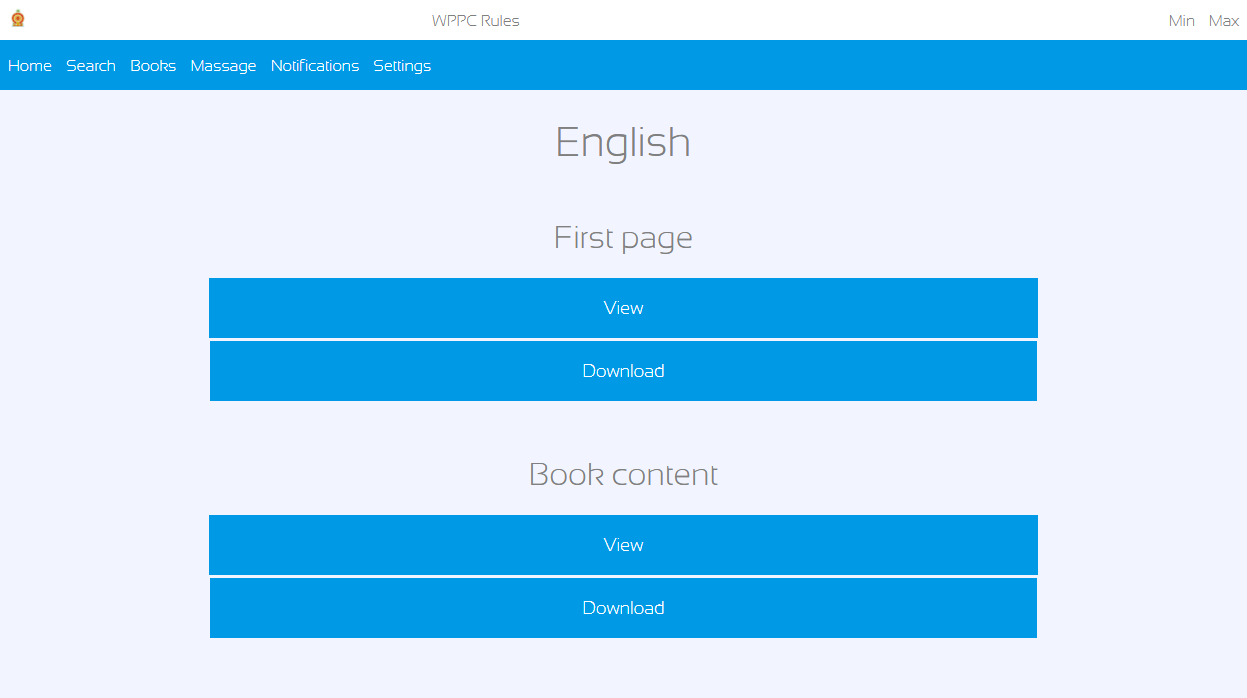 WPPC Rules Min Max
Home Search Books Massage Notifications Settings
English
First page
View
Download
Book content
View
Download